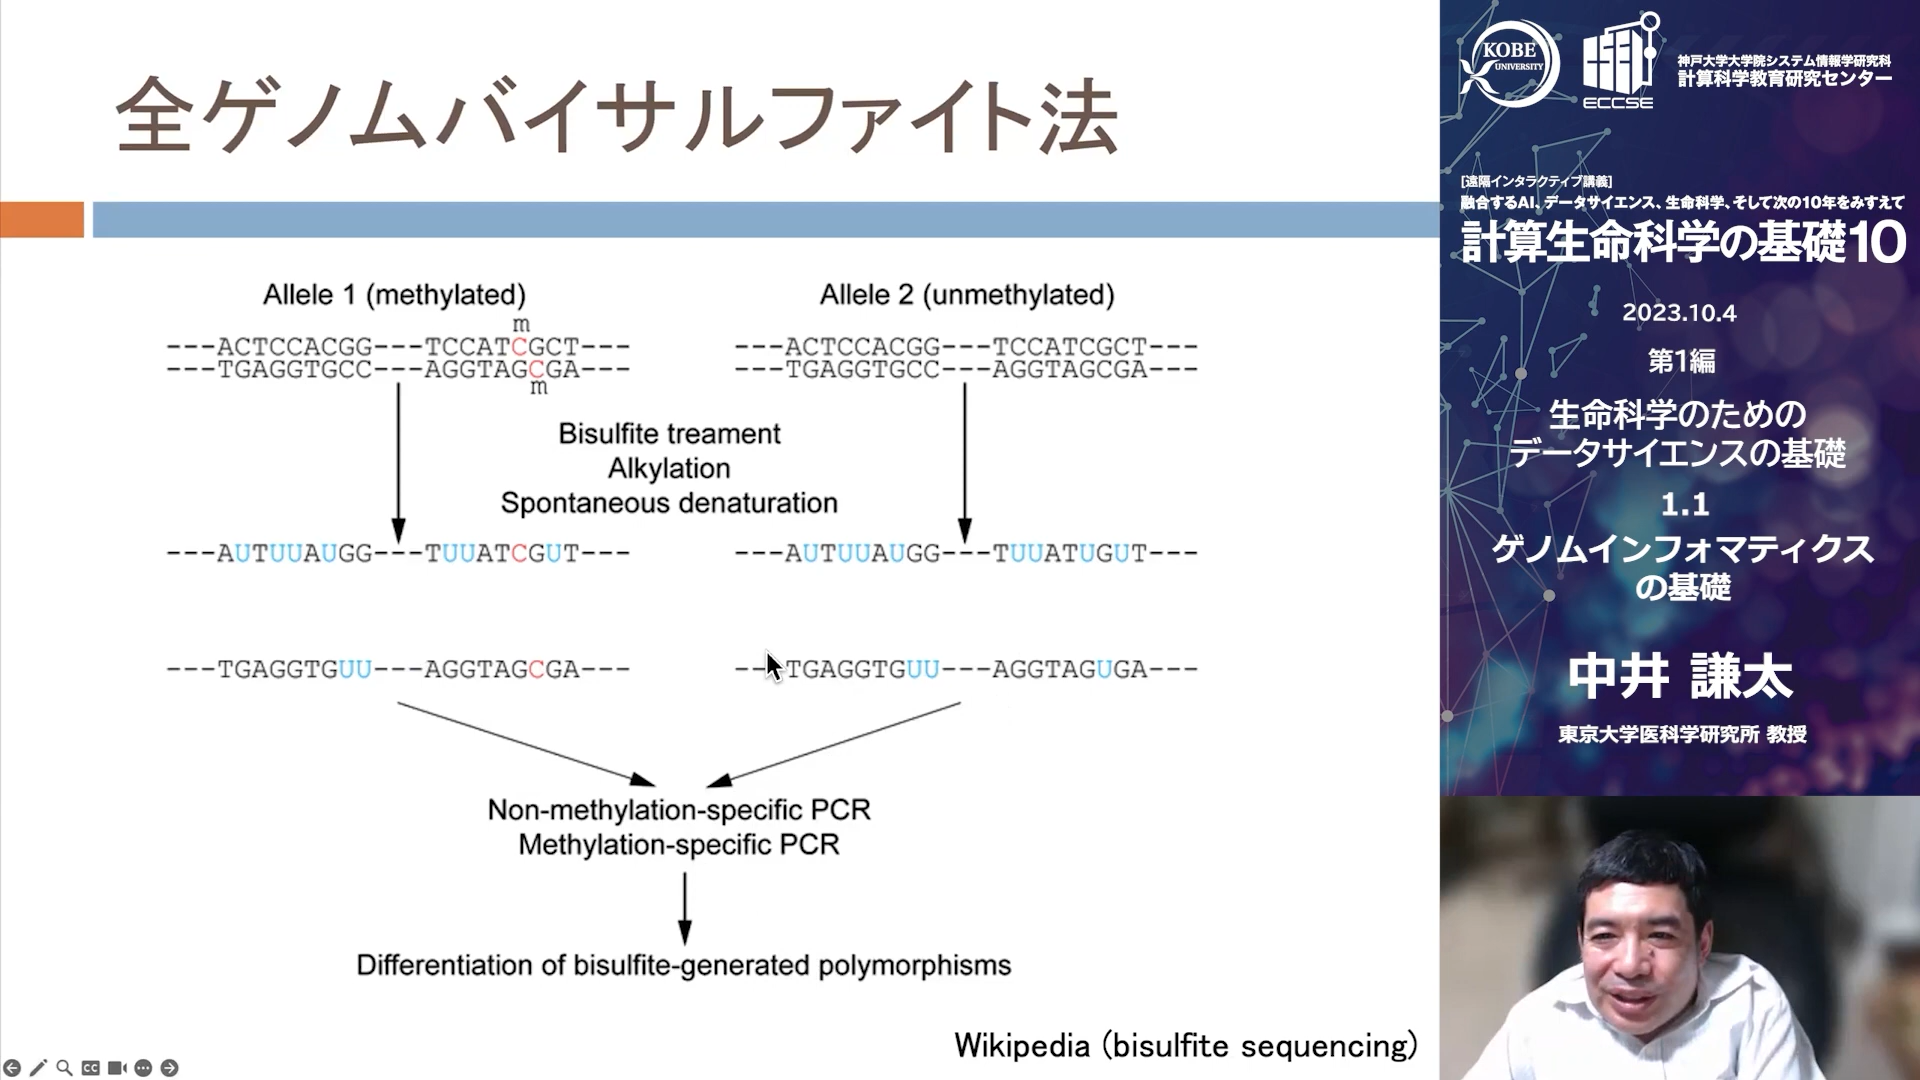 全ゲノムバイサルファイト法
Allele 1 (methylated)
m
---ACTCCACGG---TCCATCGCT---
---TGAGGTGCC---AGGTAGCGA---
m
Allele 2 (unmethylated)
---ACTCCACGG---TCCATCGCT---
---TGAGGTGCC---AGGTAGCGA---
Bisulfite treament
Alkylation
Spontaneous denaturation
---AUTUUAUGG---TUUATCGUT---
---AUTUUAUGG---TUUATUGUT---
---TGAGGTGUU---AGGTAGCGA---
---TGAGGTGUU---AGGTAGUGA---
Non-methylation-specific PCR
Methylation-specific PCR
Differentiation of bisulfite-generated polymorphisms
Wikipedia (bisulfite sequencing)
CC
KOBE
UNIVERSITY
ECCSE
神戸大学大学院システム情報学研究科
計算科学教育研究センター
[遠隔インタラクティブ講義]
融合するAI、データサイエンス、生命科学、そして次の10年をみすえて
計算生命科学の基礎10
2023.10.4
第1編
生命科学のための
データサイエンスの基礎
1.1
ゲノムインフォマティクス
の基礎
中井 謙太
東京大学医科学研究所 教授